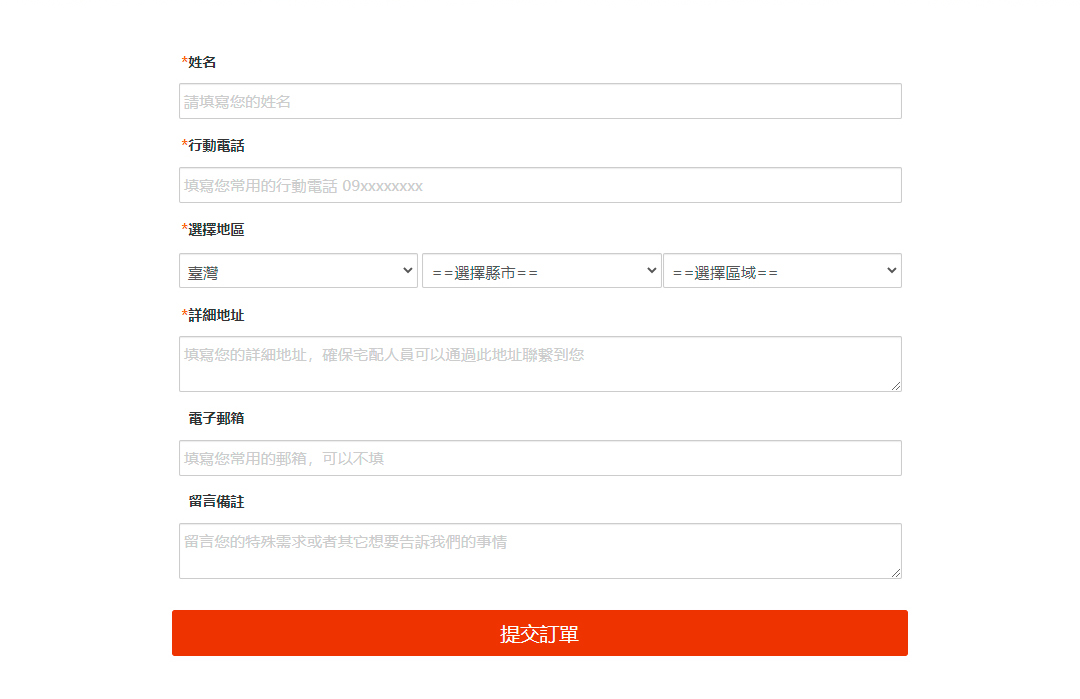 *姓名
請填寫您的姓名
*行動電話
填寫您常用的行動電話 09xxxxxxxx
*選擇地區
臺灣 ==選擇縣市== ==選擇區域==
*詳細地址
填寫您的詳細地址，確保宅配人員可以通過此地址聯繫到您
電子郵箱
填寫您常用的郵箱，可以不填
留言備註
留言您的特殊需求或者其它想要告訴我們的事情
提交訂單